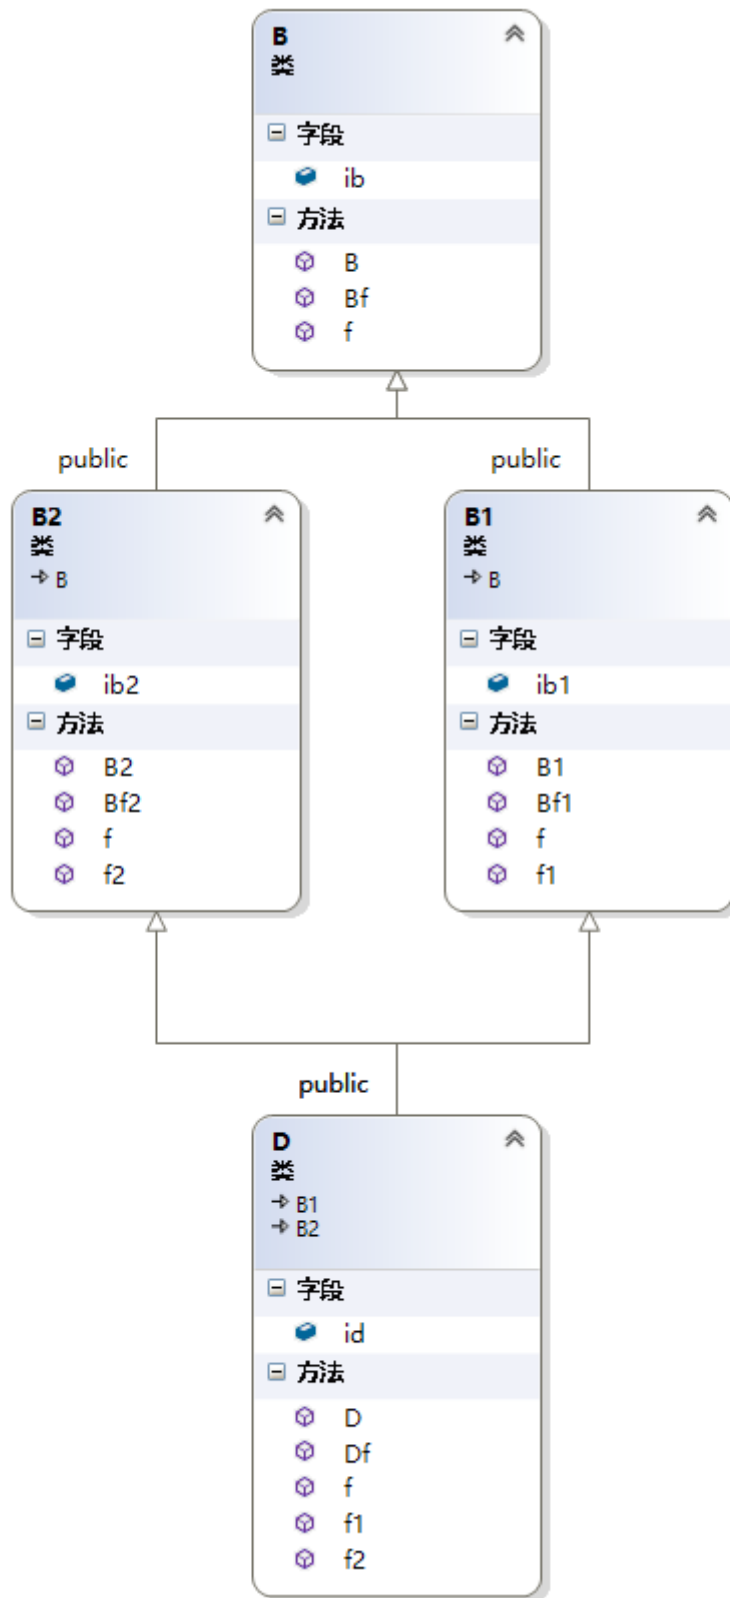 B
类
字段
ib
方法
B
Bf
f
public
public
B2
类
B
字段
ib2
方法
B2
Bf2
f
f2
B1
类
B
字段
ib1
方法
B1
Bf1
f
f1
public
D
类
B1
B2
字段
id
方法
D
Df
f
f1
f2